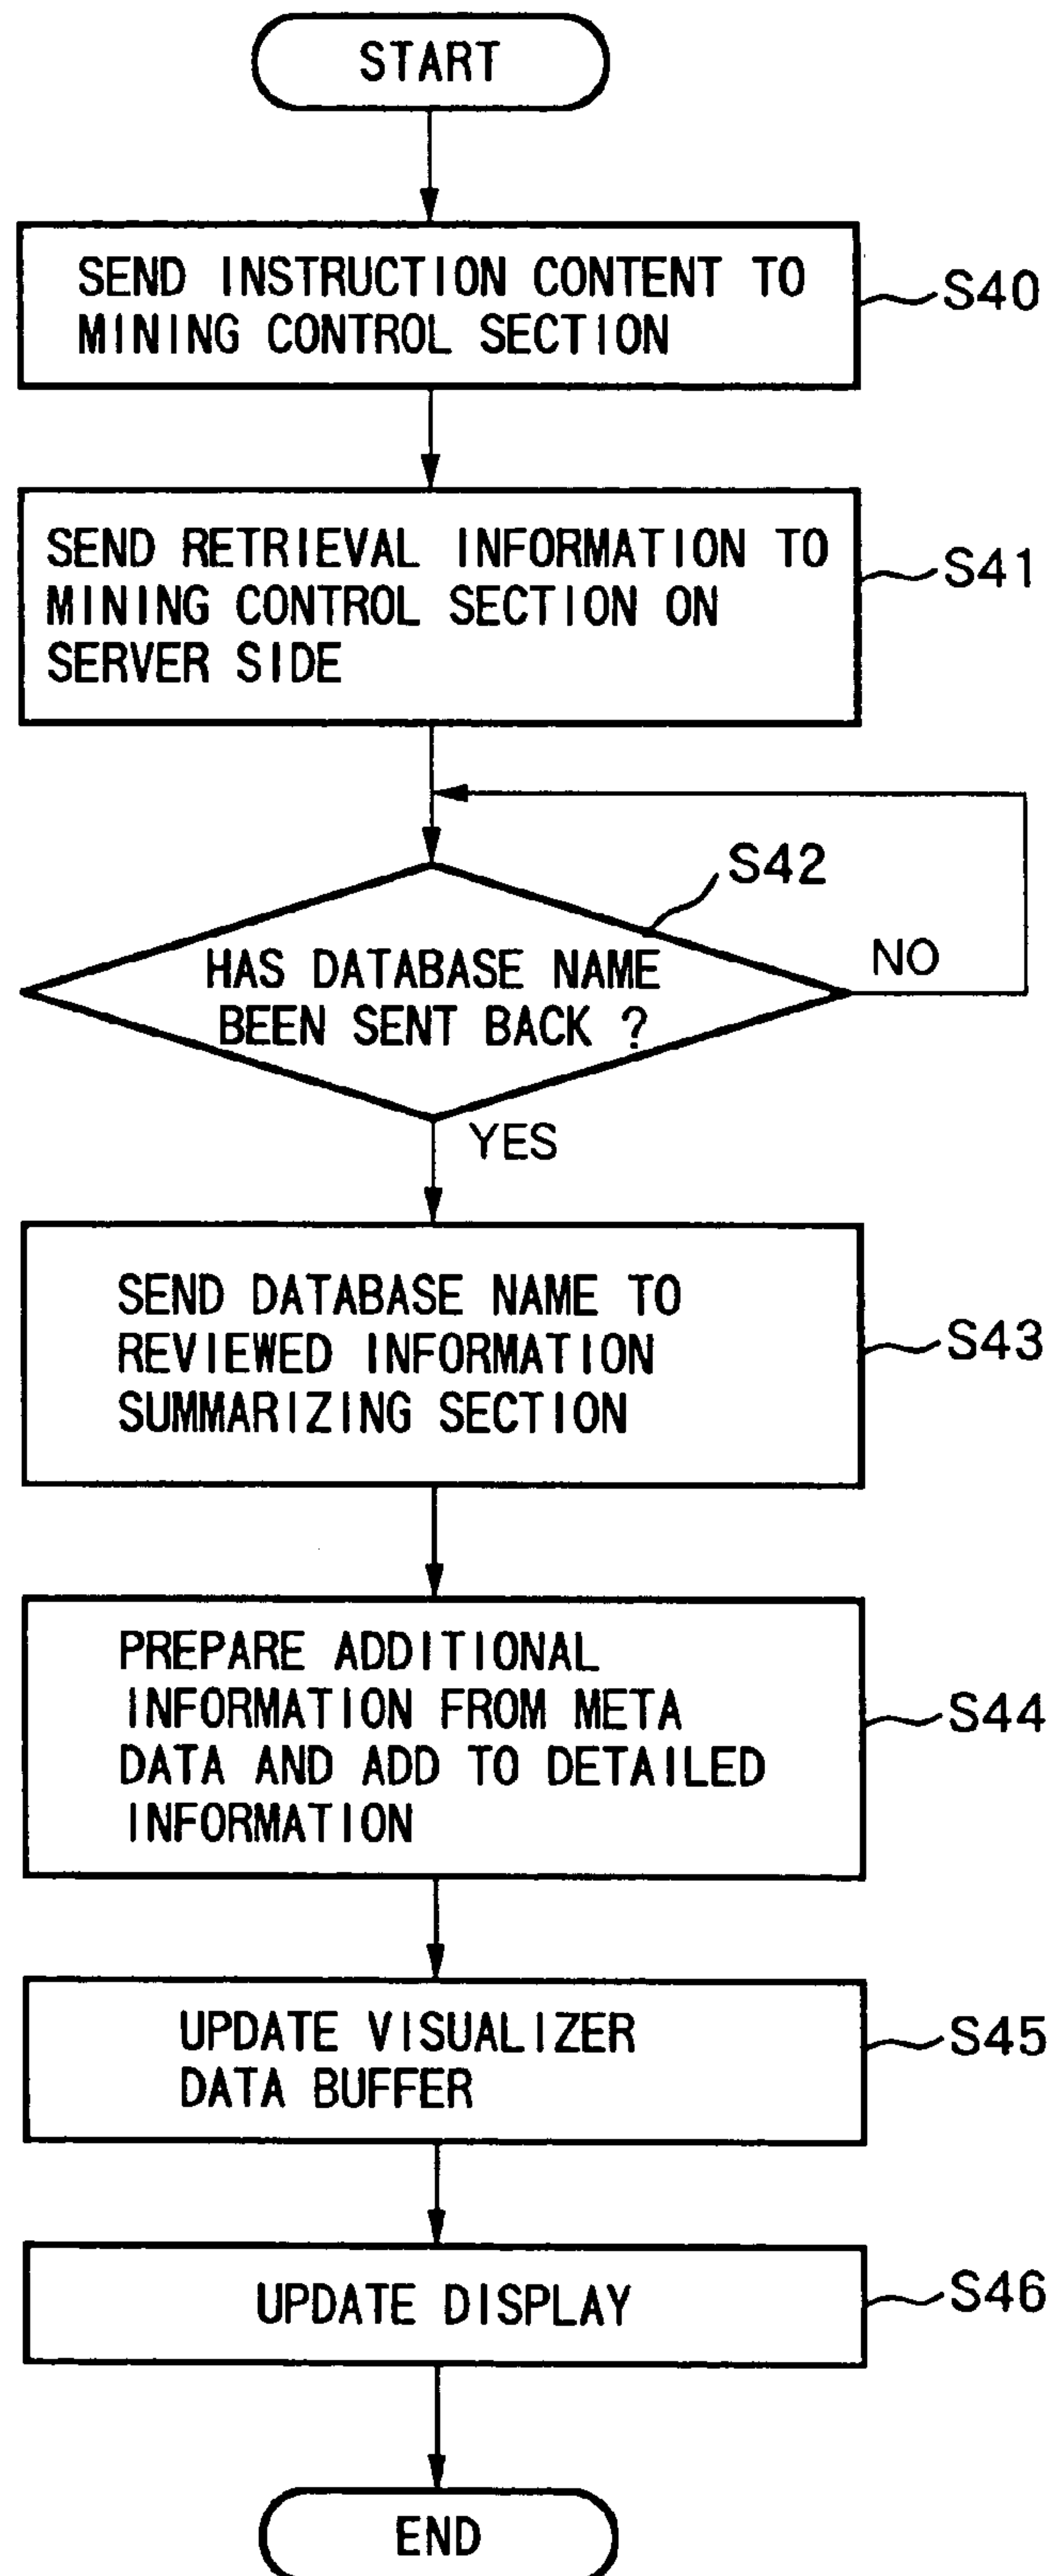 START
SEND INSTRUCTION CONTENT TO
MINING CONTROL SECTION
S40
SEND RETRIEVAL INFORMATION TO
MINING CONTROL SECTION ON
SERVER SIDE
S41
S42
HAS DATABASE NAME
BEEN SENT BACK ?
NO
YES
SEND DATABASE NAME TO
REVIEWED INFORMATION
SUMMARIZING SECTION
S43
PREPARE ADDITIONAL
INFORMATION FROM META
DATA AND ADD TO DETAILED
INFORMATION
S44
UPDATE VISUALIZER
DATA BUFFER
S45
UPDATE DISPLAY
S46
END